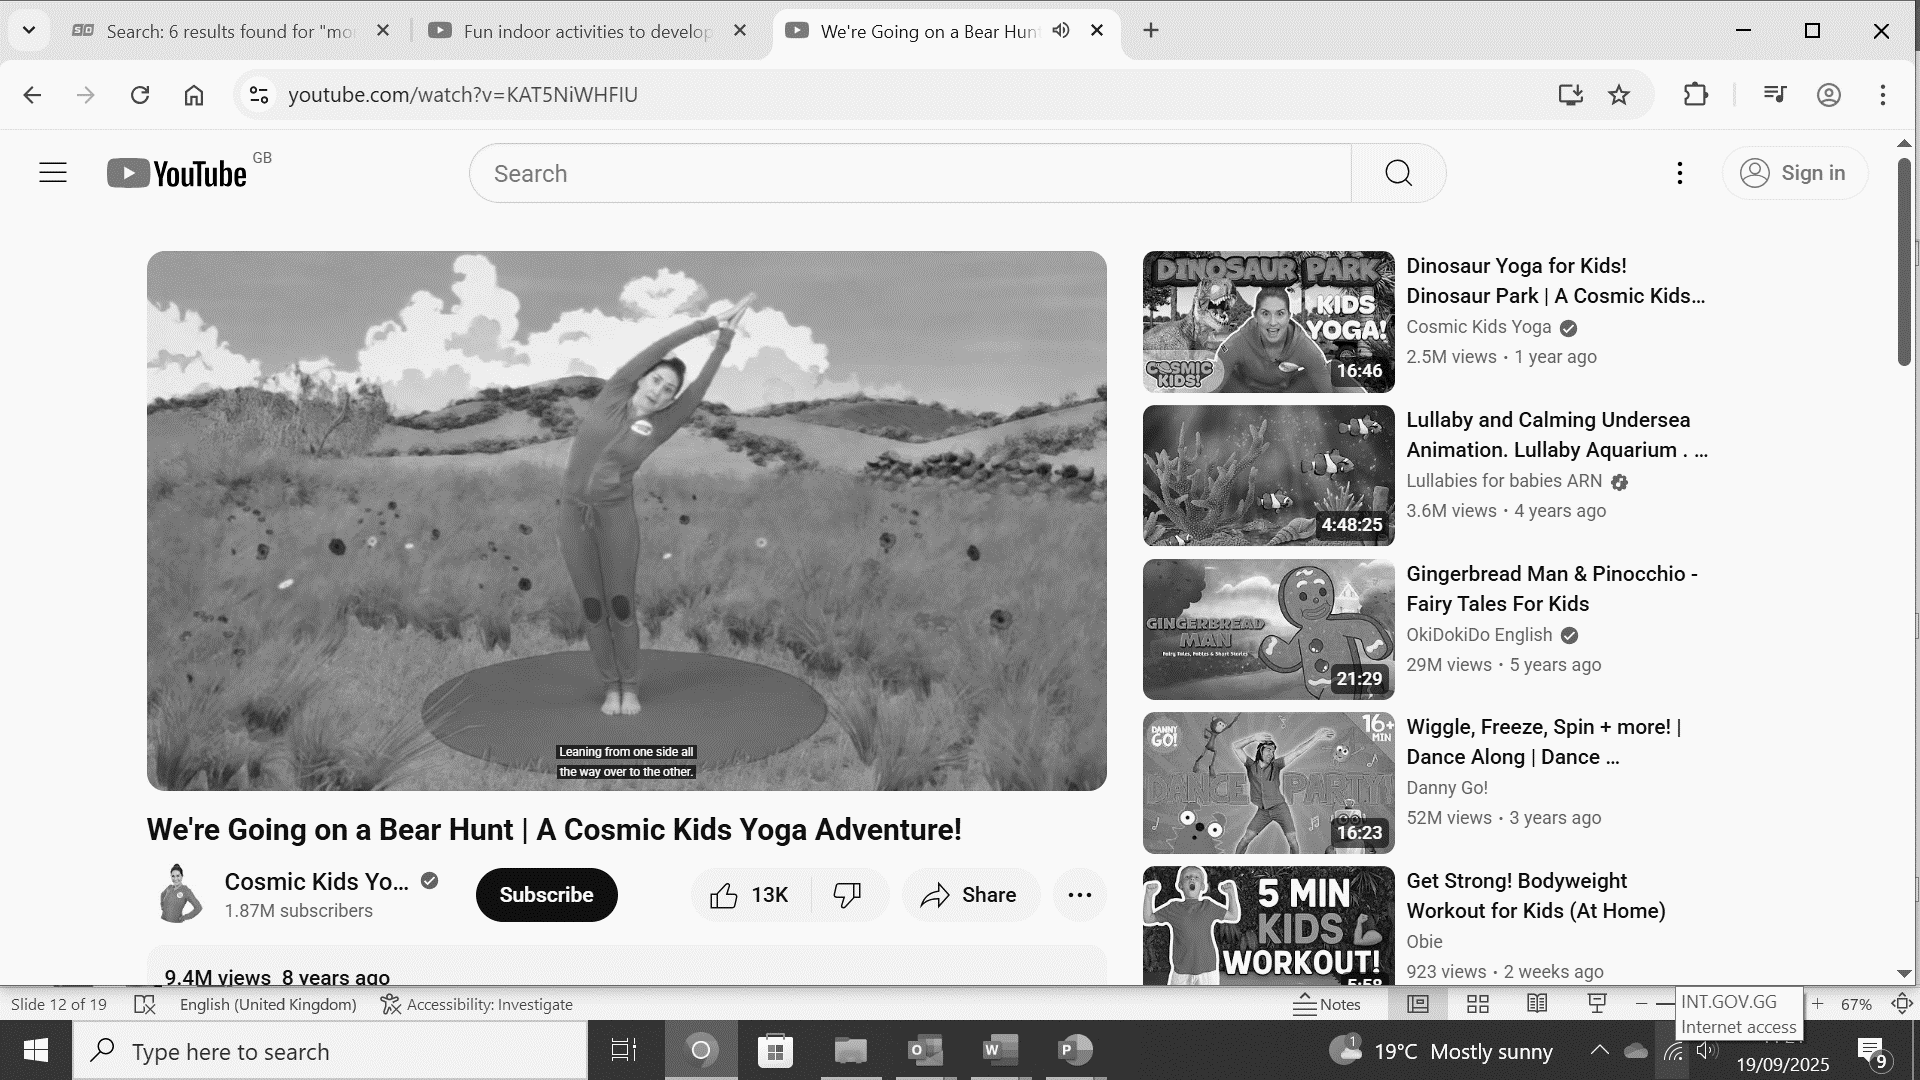 Search: 6 results found for "mo
Fun indoor activities to develop
We're Going on a Bear Hun
youtube.com/watch?v=KAT5NiWHFIU
YouTube GB
Search
Sign in
Leaning from one side all
the way over to the other.
We're Going on a Bear Hunt | A Cosmic Kids Yoga Adventure!
Cosmic Kids Yo...
1.87M subscribers
Subscribe
13K
Share
9.4M views 8 years ago
DINOSAUR PARK
KIDS
YOGA!
COSMIC
KIDS!
16:46
Dinosaur Yoga for Kids!
Dinosaur Park | A Cosmic Kids...
Cosmic Kids Yoga
2.5M views • 1 year ago
4:48:25
Lullaby and Calming Undersea
Animation. Lullaby Aquarium . ...
Lullabies for babies ARN
3.6M views • 4 years ago
GINGERBREAD
MAN
Fairy Tales, Fables & Short Stories
21:29
Gingerbread Man & Pinocchio -
Fairy Tales For Kids
OkiDokiDo English
29M views • 5 years ago
DANNY
GO!
16+
MIN
DANCE PARTY!
16:23
Wiggle, Freeze, Spin + more! |
Dance Along | Dance ...
Danny Go!
52M views • 3 years ago
5 MIN
KIDS
WORKOUT!
5:58
Get Strong! Bodyweight
Workout for Kids (At Home)
Obie
923 views • 2 weeks ago
Slide 12 of 19
English (United Kingdom)
Accessibility: Investigate
Notes
67%
INT.GOV.GG
Internet access
Type here to search
1
19°C Mostly sunny
19/09/2025
9